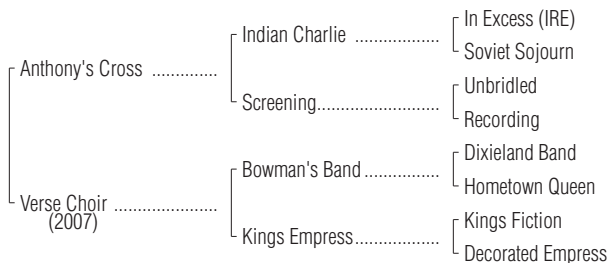 In Excess (IRE)
Indian Charlie ..................
Soviet Sojourn
Anthony's Cross ..............
Unbridled
Screening..........................
Recording
Dixieland Band
Bowman's Band ................
Hometown Queen
Verse Choir ......................
(2007)
Kings Fiction
Kings Empress..................
Decorated Empress